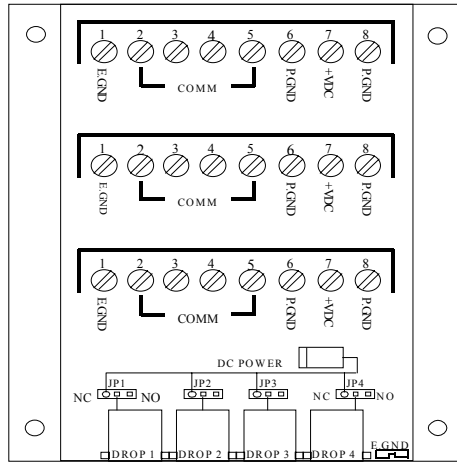 1 2 3 4 5 6 7 8
E.GND COMM P.GND +VDC P.GND
1 2 3 4 5 6 7 8
E.GND COMM P.GND +VDC P.GND
1 2 3 4 5 6 7 8
E.GND COMM P.GND +VDC P.GND
DC POWER
JP1 JP2 JP3 JP4
NC NO NC NO
DROP 1 DROP 2 DROP 3 DROP 4 E.GND